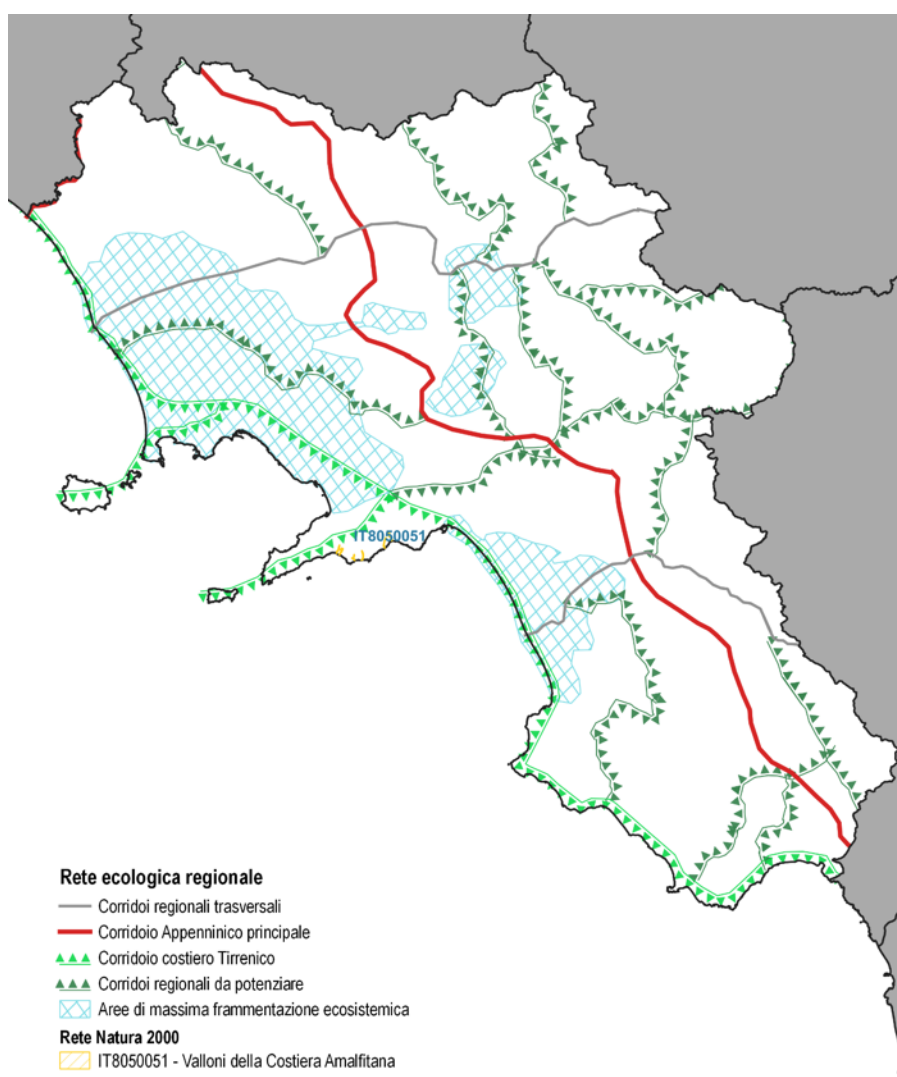 IT8050051
Rete ecologica regionale
Corridoi regionali trasversali
Corridoio Appenninico principale
Corridoio costiero Tirrenico
Corridoi regionali da potenziare
Aree di massima frammentazione ecosistemica
Rete Natura 2000
IT8050051 - Valloni della Costiera Amalfitana